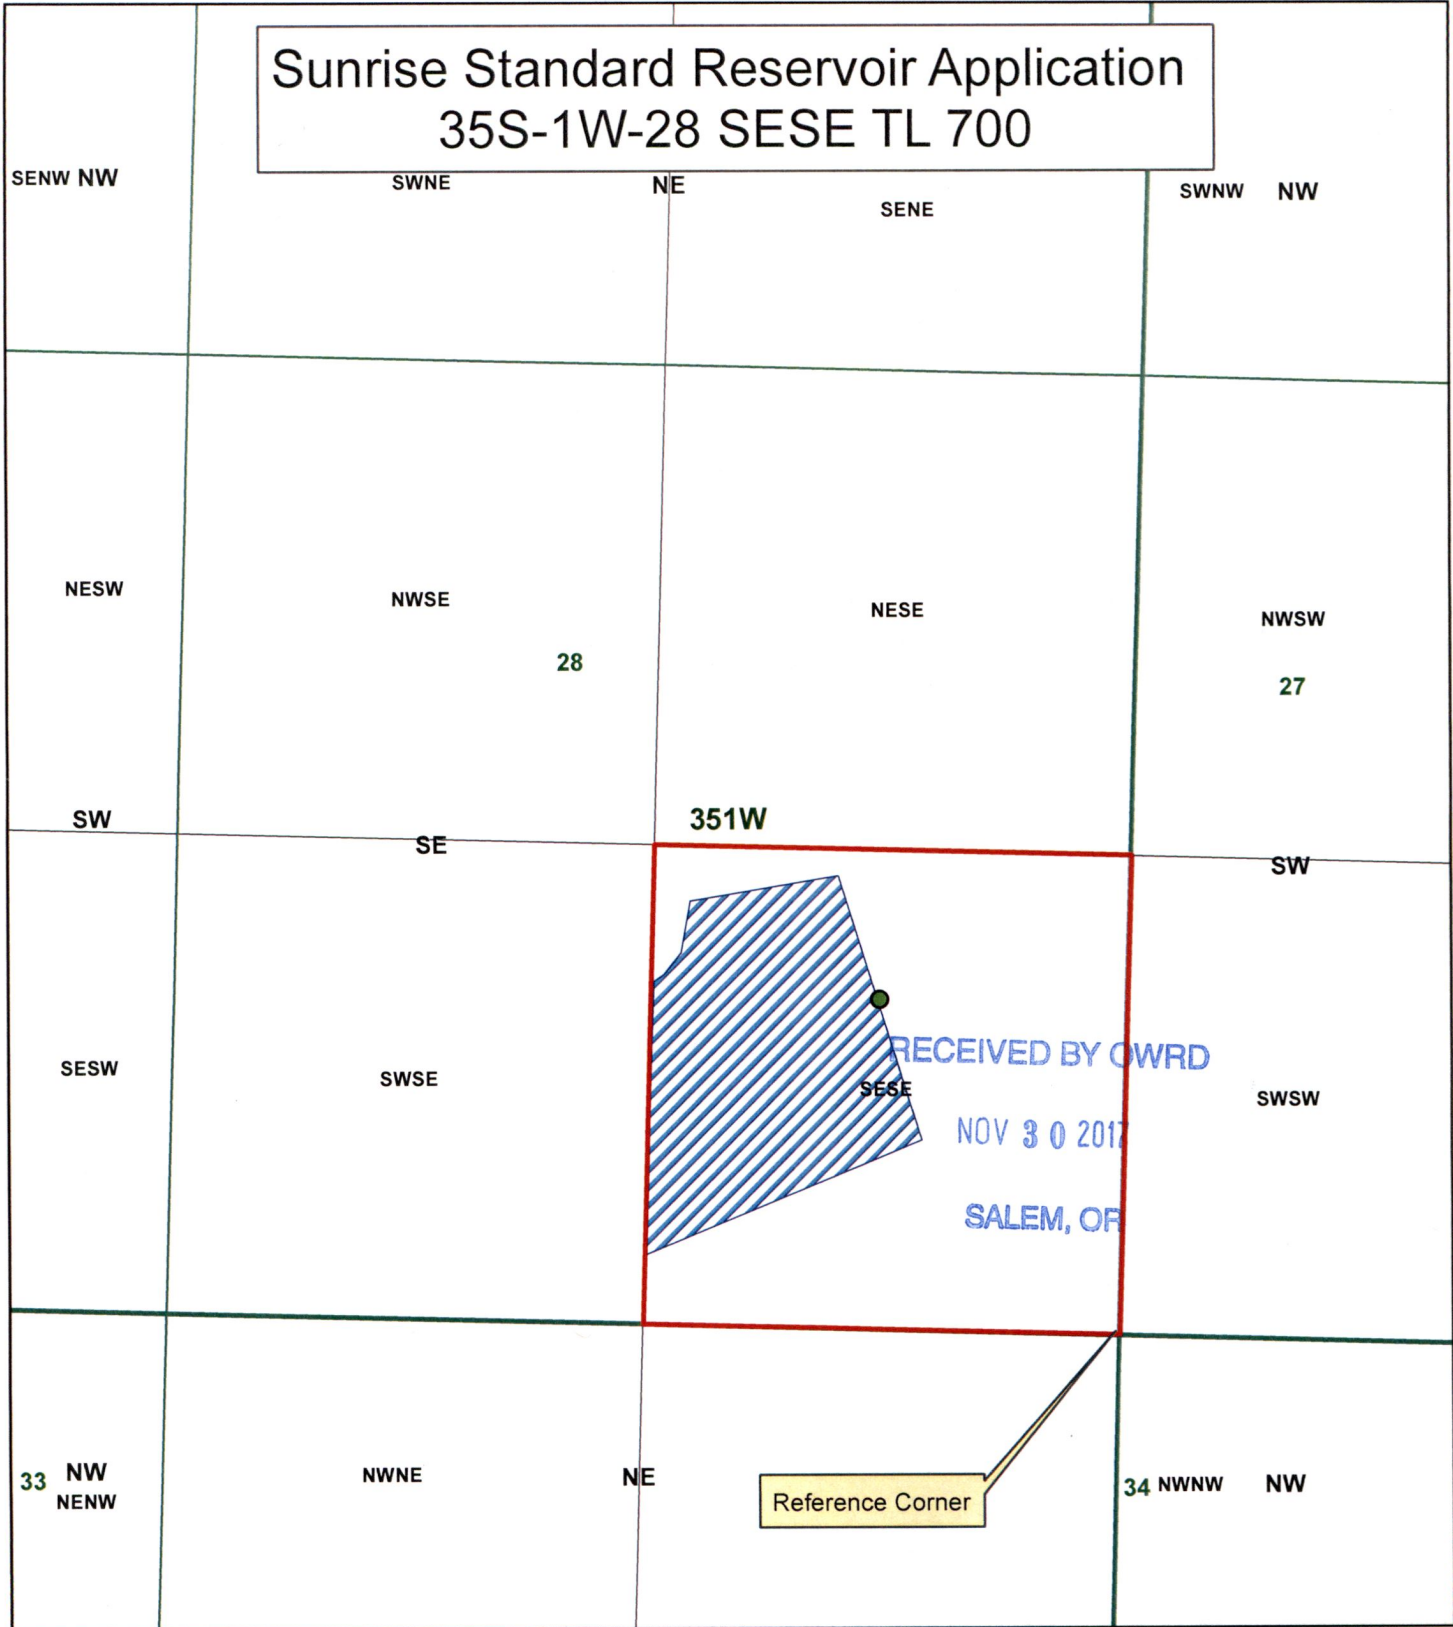 Sunrise Standard Reservoir Application
35S-1W-28 SESE TL 700
SENW NW
SWNE
NE
SENE
SWNW NW
NESW
NWSE
NESE
NWSW
28
27
SW
SE
351W
SW
SESW
SWSE
SESE
SWSW
RECEIVED BY OWRD
NOV 30 2017
SALEM, OR
33 NW
NENW
NWNE
NE
Reference Corner
34 NWNW NW